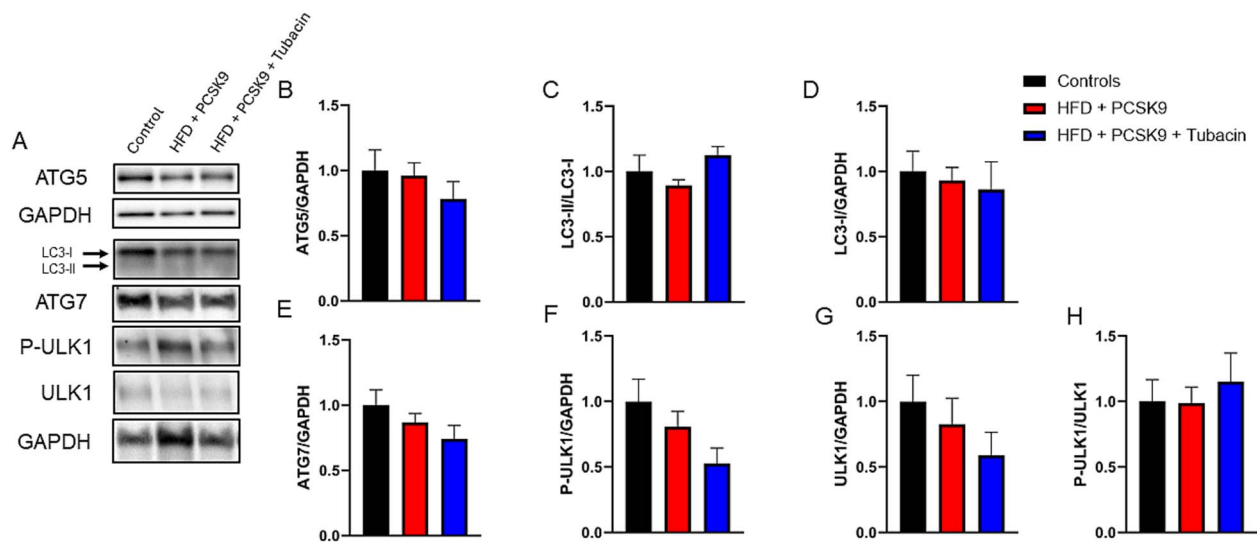 A
Control
HFD + PCSK9
HFD + PCSK9 + Tubacin
ATG5
GAPDH
LC3-I
LC3-II
ATG7
P-ULK1
ULK1
GAPDH
B
ATG5/GAPDH
1.5
1.0
0.5
0.0
C
LC3-II/LC3-I
1.5
1.0
0.5
0.0
D
LC3-I/GAPDH
1.5
1.0
0.5
0.0
Controls
HFD + PCSK9
HFD + PCSK9 + Tubacin
E
ATG7/GAPDH
1.5
1.0
0.5
0.0
F
P-ULK1/GAPDH
1.5
1.0
0.5
0.0
G
ULK1/GAPDH
1.5
1.0
0.5
0.0
H
P-ULK1/ULK1
1.5
1.0
0.5
0.0